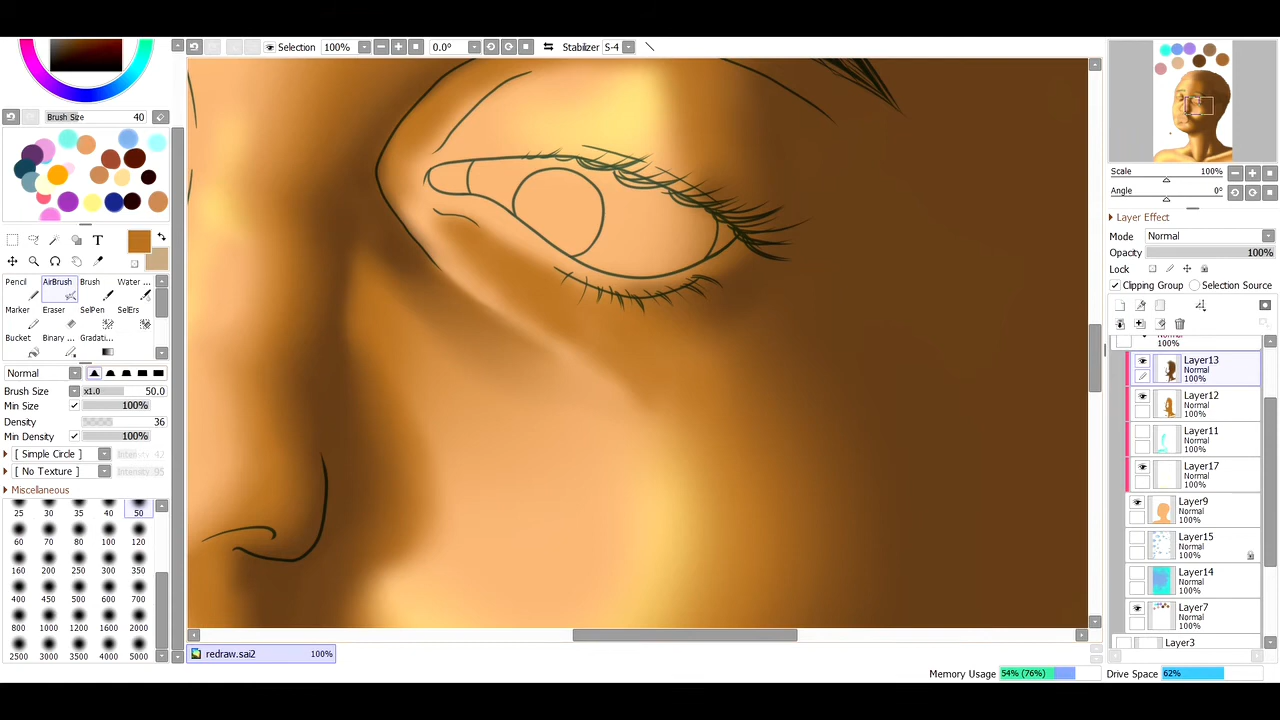 Selection 100% 0.0° Stabilizer S-4
Brush Size 40
T
Pencil AirBrush Brush Water ...
Marker Eraser SelPen SelErs
Bucket Binary ... Gradati...
Normal
Brush Size x1.0 50.0
Min Size 100%
Density 36
Min Density 100%
[ Simple Circle ]
[ No Texture ]
Miscellaneous
25 30 35 40 50
60 70 80 100 120
160 200 250 300 350
400 450 500 600 700
800 1000 1200 1600 2000
2500 3000 3500 4000 5000
redraw.sai2 100%
Memory Usage 54% (76%) Drive Space 62%
Scale 100%
Angle 0°
Layer Effect
Mode Normal
Opacity 100%
Lock
Clipping Group Selection Source
100%
Layer13
Normal
100%
Layer12
Normal
100%
Layer11
Normal
100%
Layer17
Normal
100%
Layer9
Normal
100%
Layer15
Normal
100%
Layer14
Normal
100%
Layer7
Normal
100%
Layer3